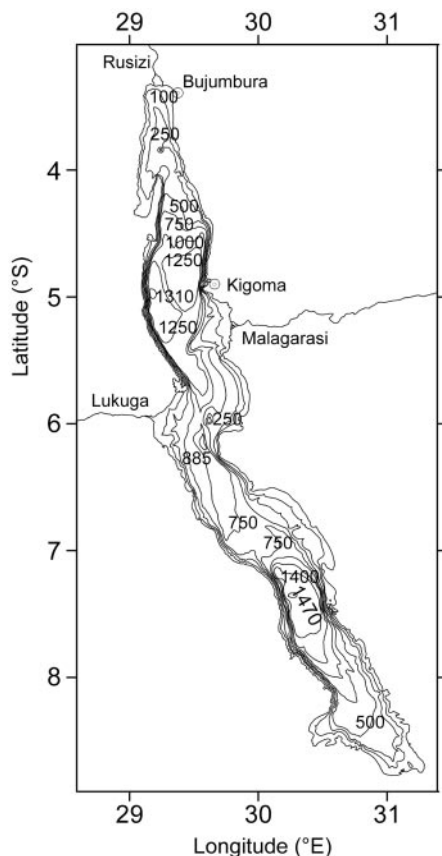 29 30 31
Rusizi
Bujumbura
100
250
4
500
750
1000
1250
Kigoma
1310
5
1250
Malagarasi
Lukuga
250
6
885
750
750
7
1400
1470
8
500
29 30 31
Latitude (°S)
Longitude (°E)